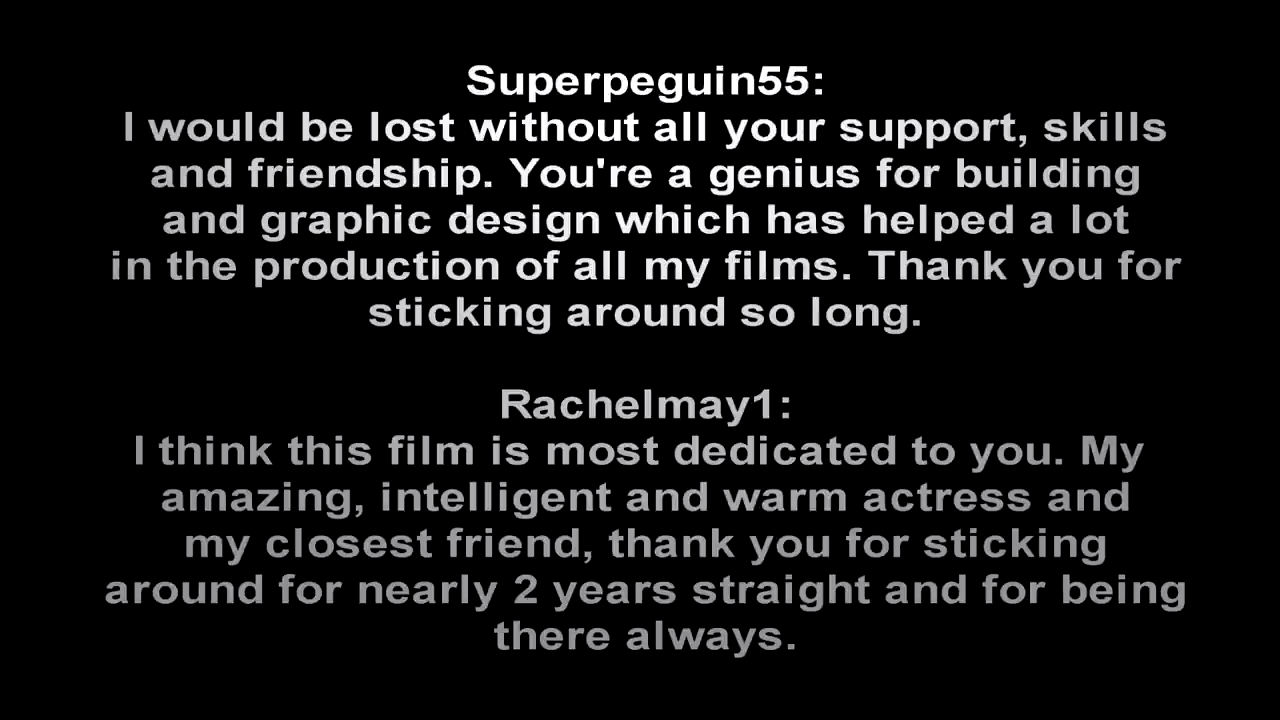 Superpeguin55:
I would be lost without all your support, skills
and friendship. You're a genius for building
and graphic design which has helped a lot
in the production of all my films. Thank you for
sticking around so long.
Rachelmay1:
I think this film is most dedicated to you. My
amazing, intelligent and warm actress and
my closest friend, thank you for sticking
around for nearly 2 years straight and for being
there always.